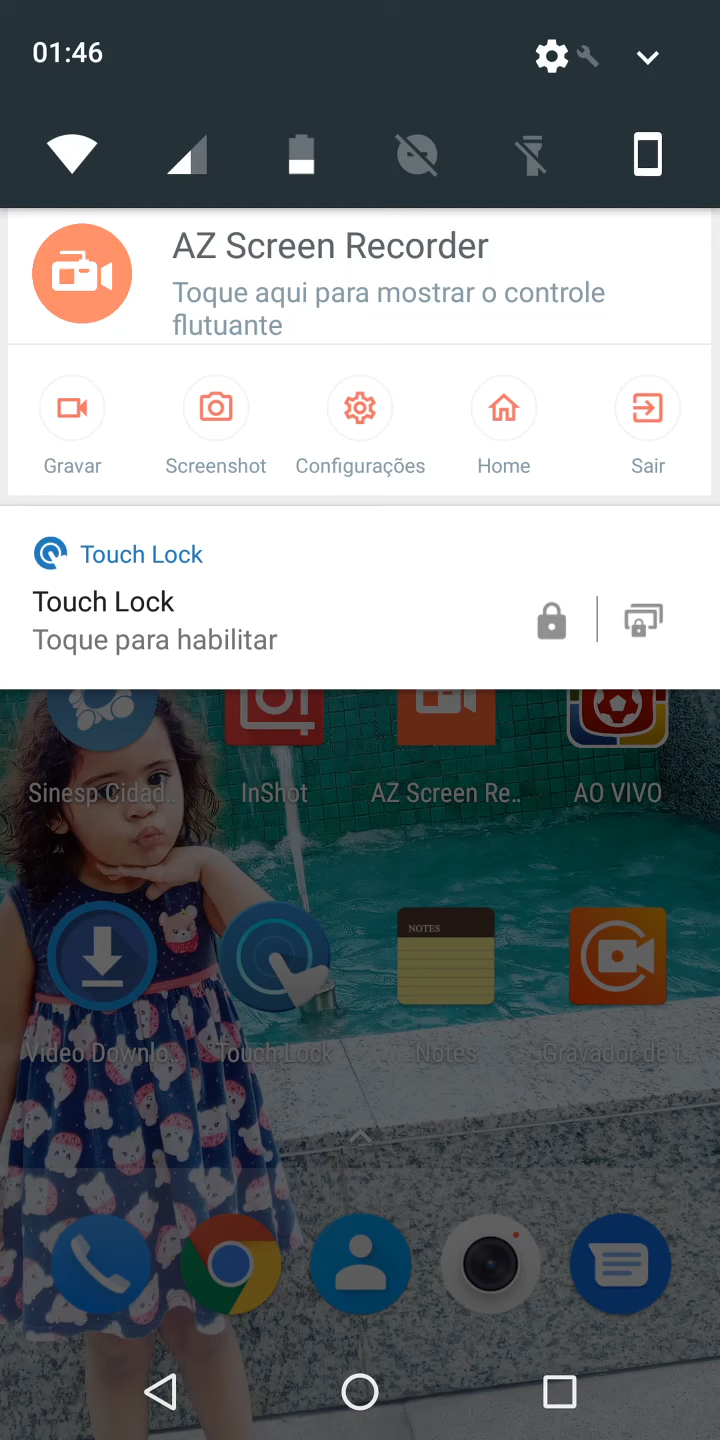 01:46
AZ Screen Recorder
Toque aqui para mostrar o controle
flutuante
Gravar Screenshot Configurações Home Sair
Touch Lock
Touch Lock
Toque para habilitar
Sinesp Cidad.. InShot AZ Screen Re.. AO VIVO
NOTES
Video Downlo.. Touch Lock Notes Gravador de t..